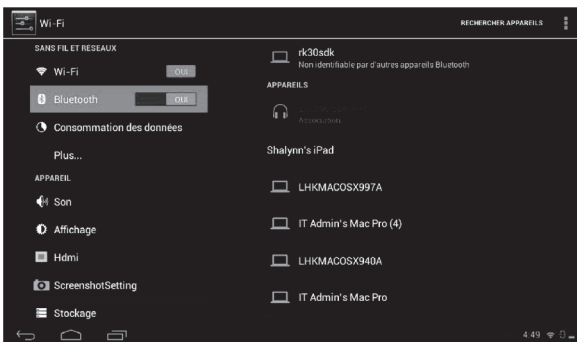 Wi-Fi
RECHERCHER APPAREILS
SANS FIL ET RÉSEAUX
Wi-Fi
OUI
Bluetooth
OUI
Consommation des données
Plus...
APPAREIL
Son
Affichage
Hdmi
ScreenshotSetting
Stockage
rk30sdk
Non identifiable par d'autres appareils Bluetooth
APPAREILS
Association.
Shalynn's iPad
LHKMACOSX997A
IT Admin's Mac Pro (4)
LHKMACOSX940A
IT Admin's Mac Pro
4:49